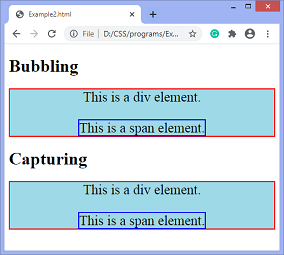 Example2.html
File | D:/CSS/programs/Ex...
Bubbling
This is a div element.
This is a span element.
Capturing
This is a div element.
This is a span element.